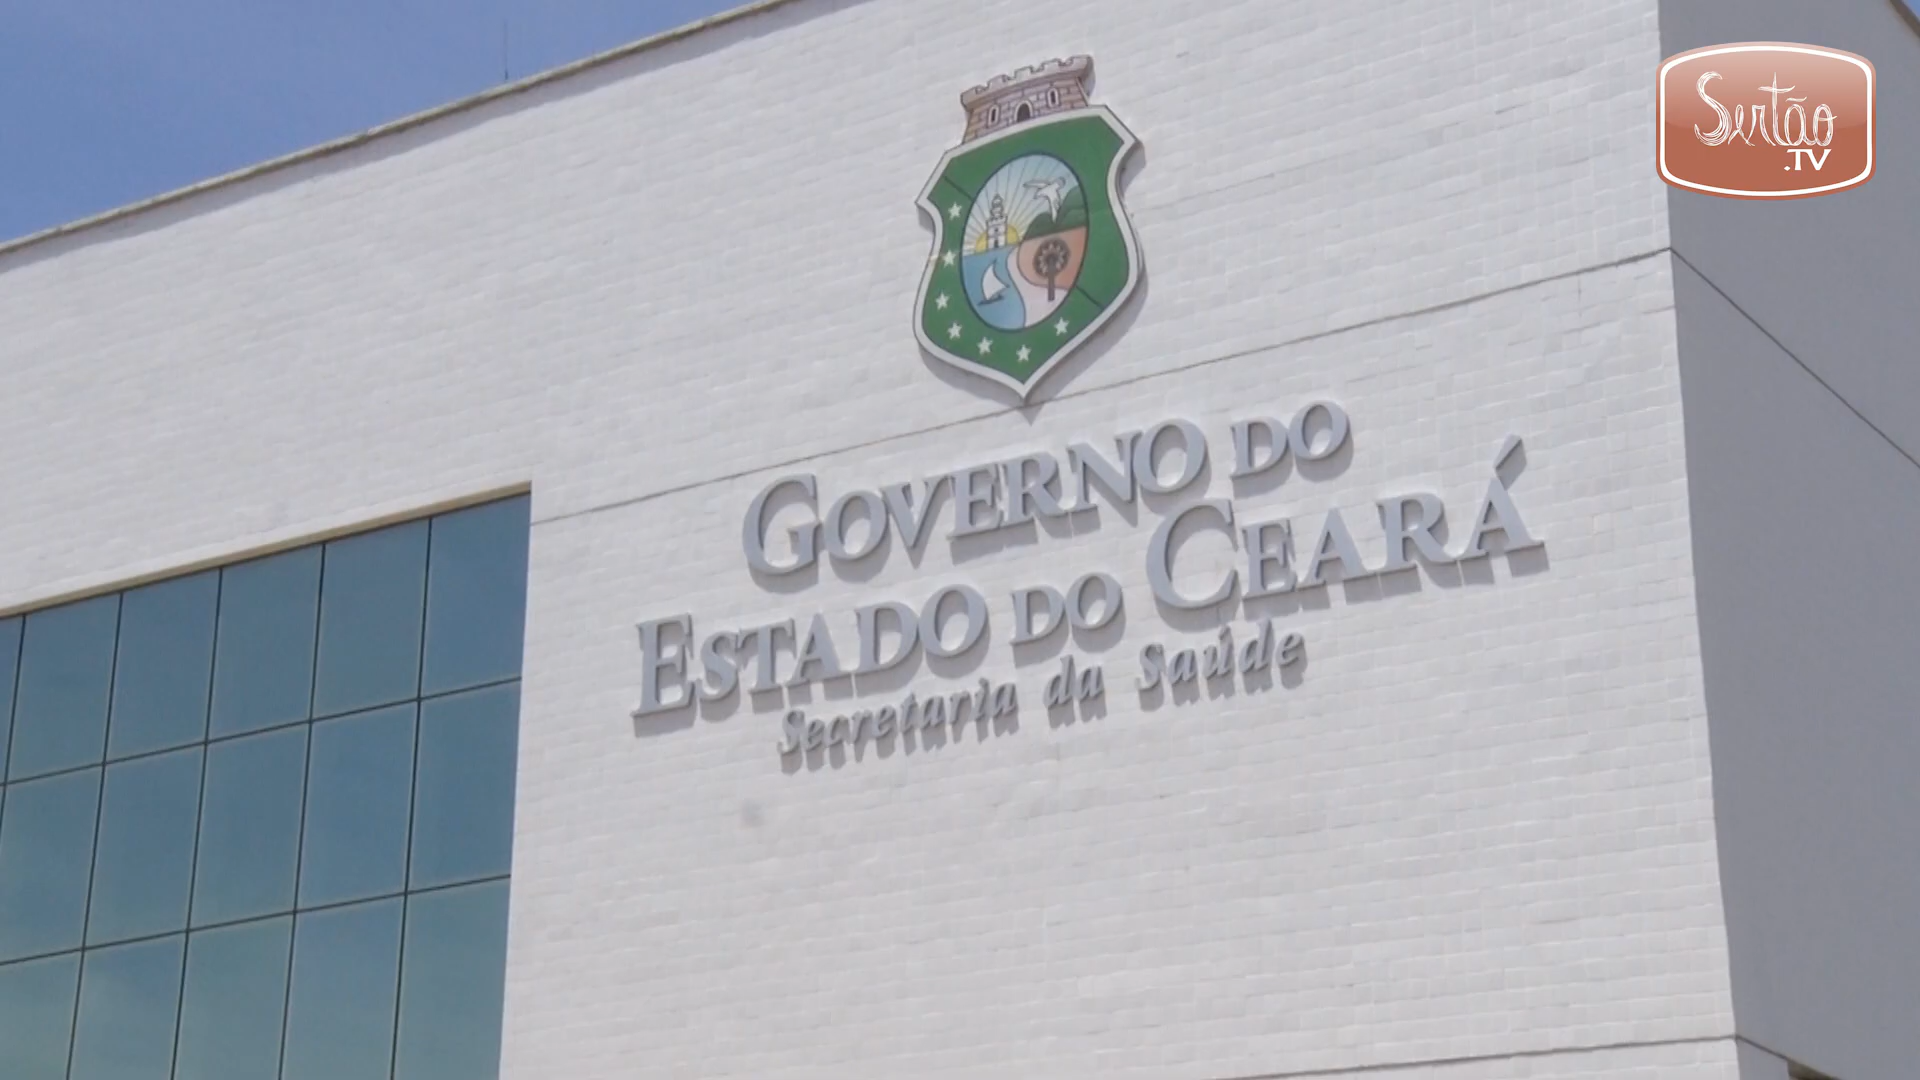 Sertão
.TV
GOVERNO DO
ESTADO DO CEARÁ
Secretaria da Saúde